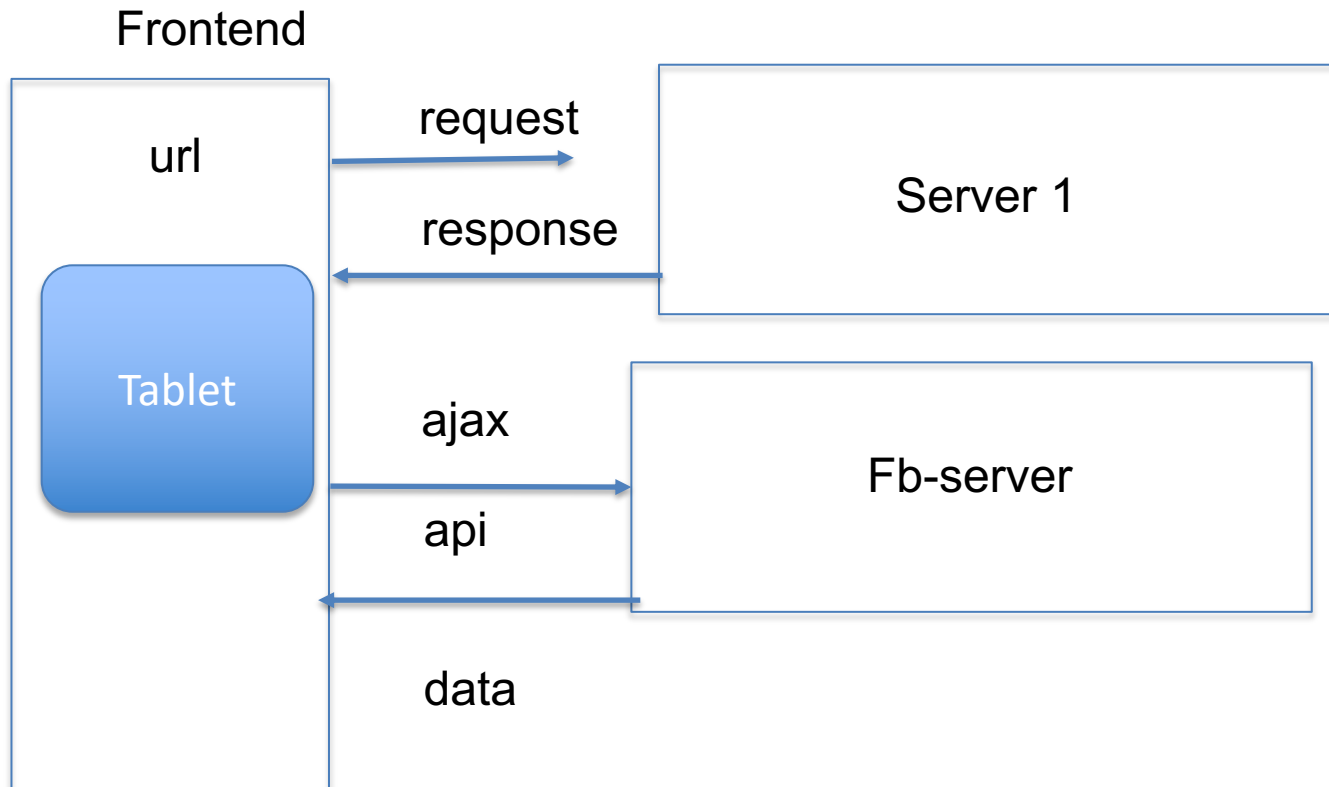 Frontend
url
request
response
Server 1
Tablet
ajax
api
Fb-server
data